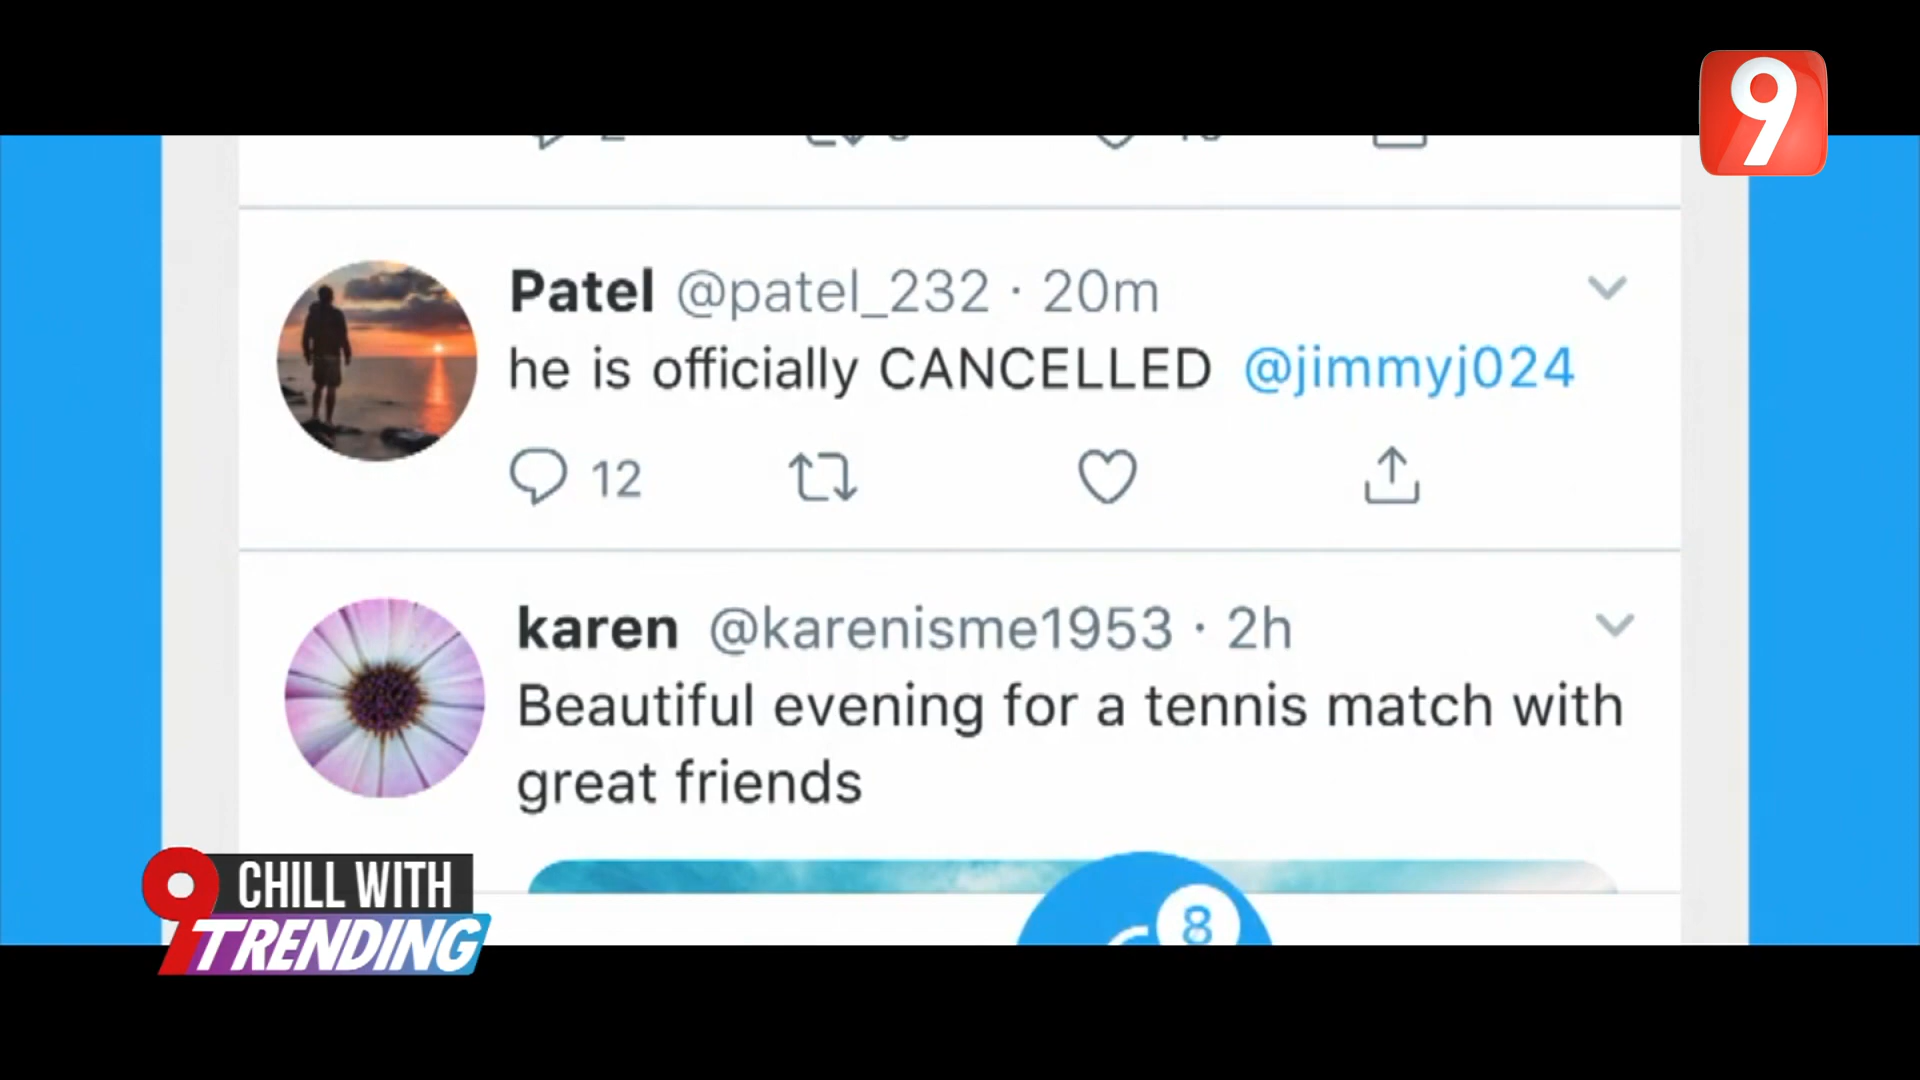 9
Patel @patel_232 · 20m
he is officially CANCELLED @jimmyj024
12
karen @karenisme1953 · 2h
Beautiful evening for a tennis match with
great friends
8
9 CHILL WITH
TRENDING